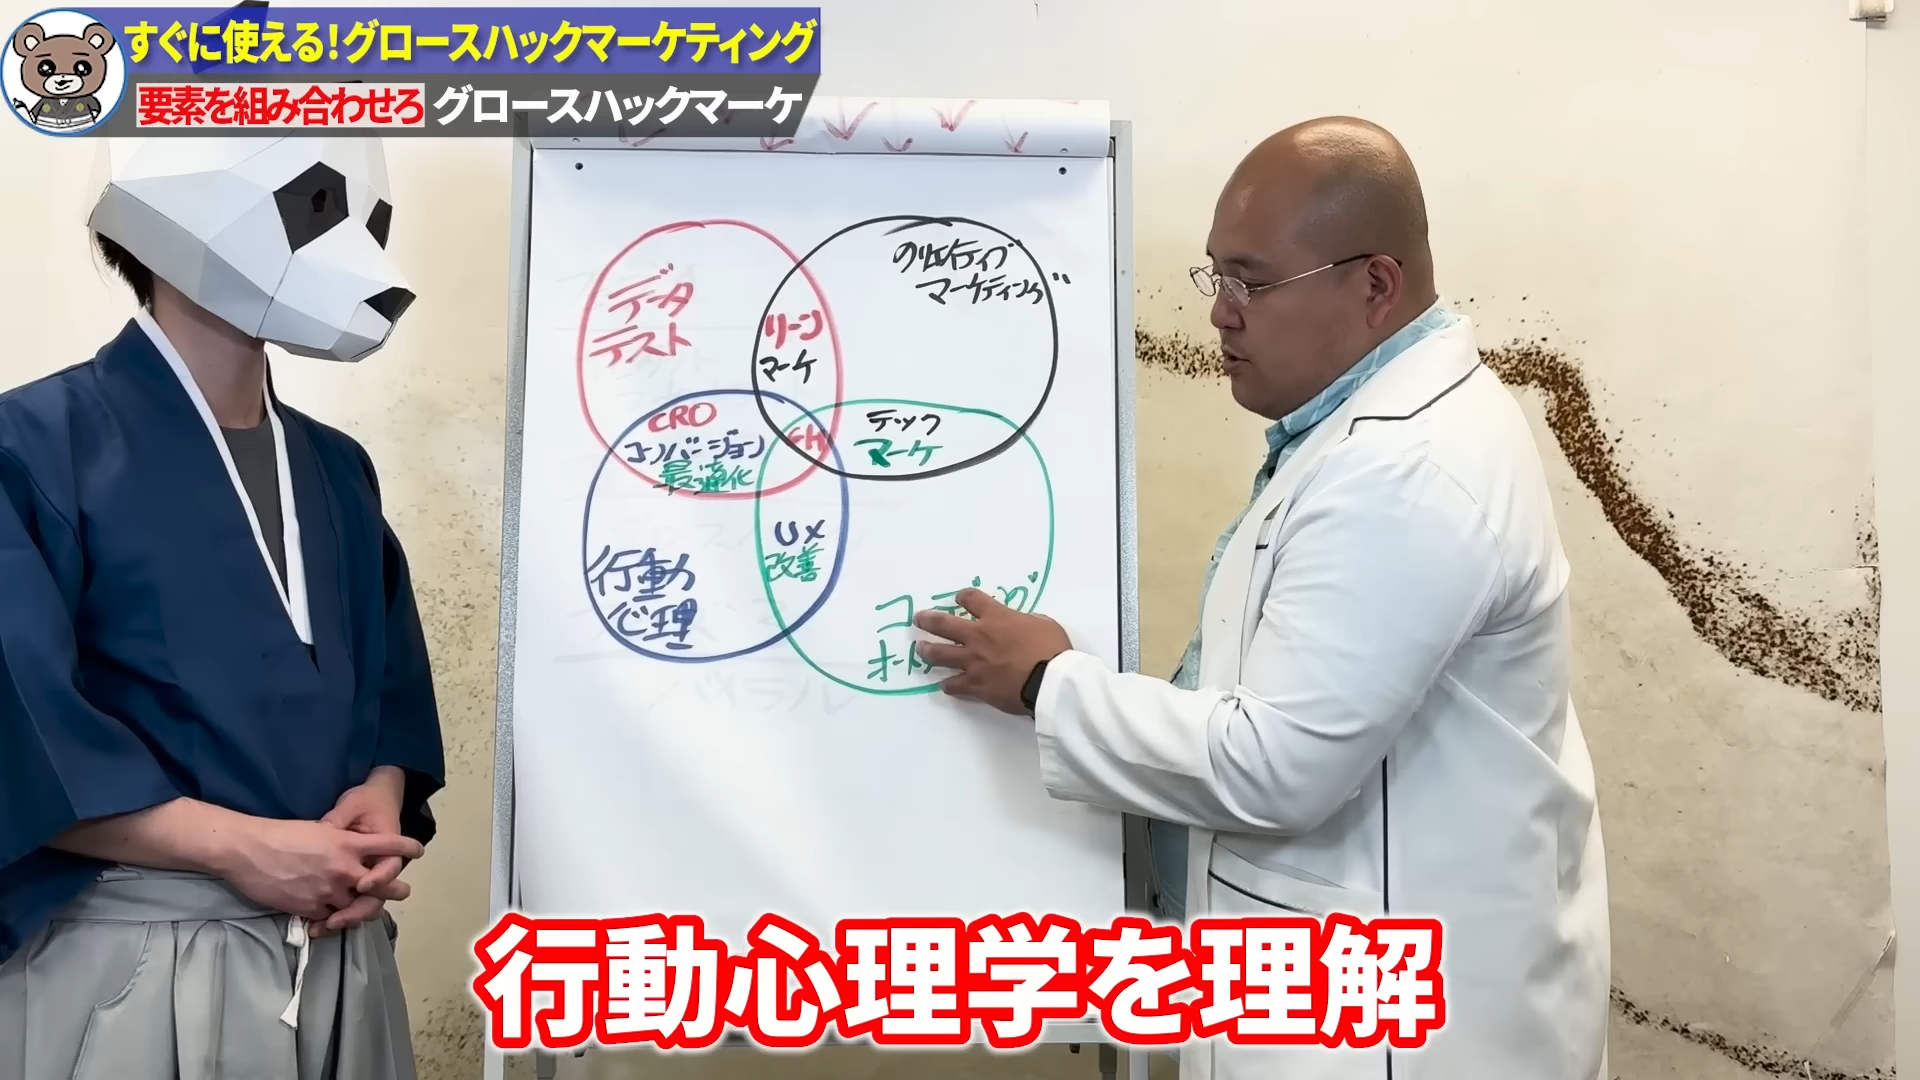 すぐに使える！グロースハックマーケティング
要素を組み合わせろ グロースハックマーケ
クリエイティブ
マーケティング
データ
テスト
リーン
マーケ
CRO
コンバージョン
最適化
GH
テック
マーケ
UX
改善
行動
心理
行動心理学を理解